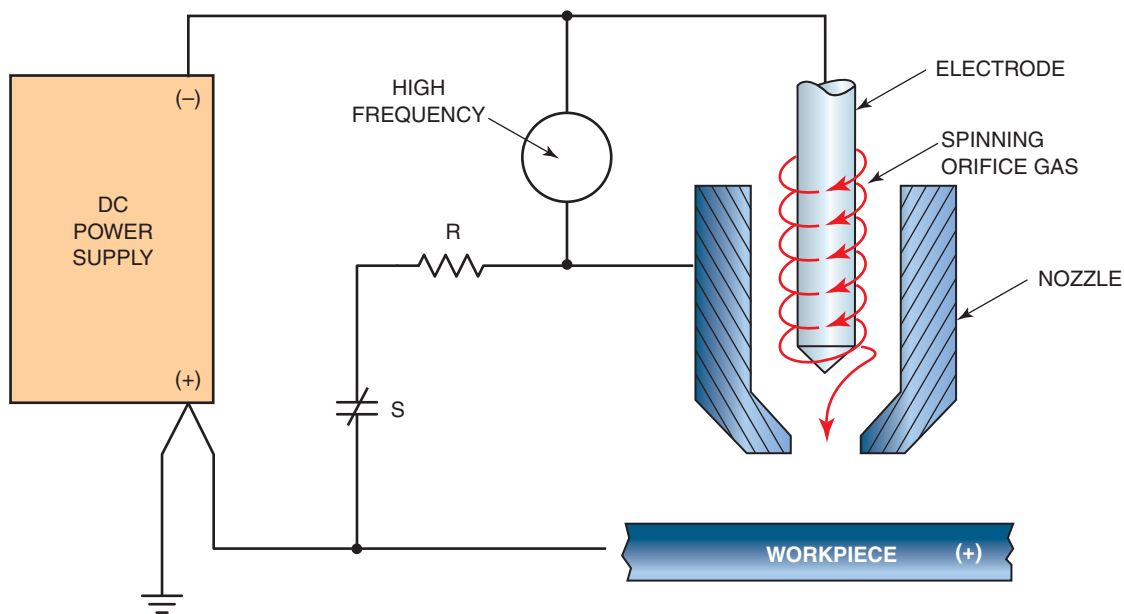 (–)
DC
POWER
SUPPLY
(+)
HIGH
FREQUENCY
R
S
ELECTRODE
SPINNING
ORIFICE GAS
NOZZLE
WORKPIECE (+)